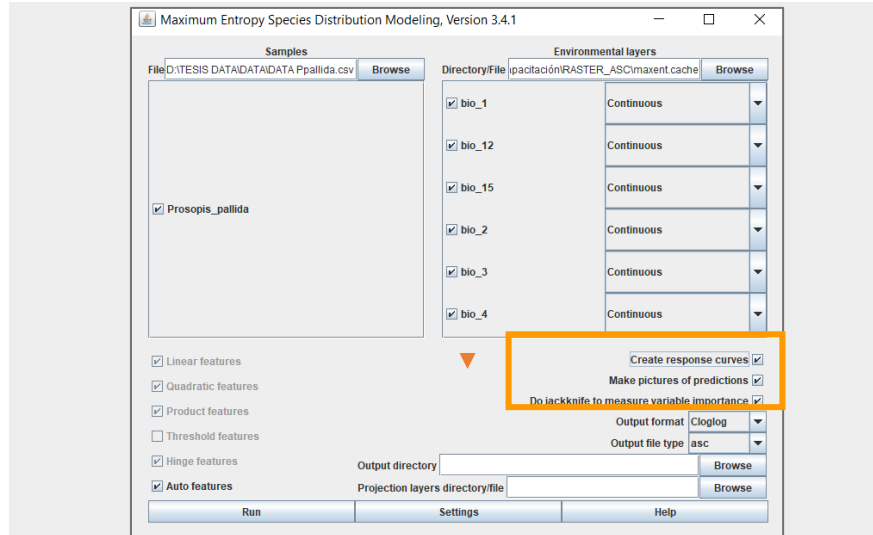 Maximum Entropy Species Distribution Modeling, Version 3.4.1
Samples
Environmental layers
File D:\TESIS DATA\DATA\DATA Ppallida.csv Browse
Directory/File ıpacitación\RASTER_ASC\maxent.cache Browse
bio_1 Continuous
bio_12 Continuous
bio_15 Continuous
Prosopis_pallida
bio_2 Continuous
bio_3 Continuous
bio_4 Continuous
Linear features
Create response curves
Quadratic features
Make pictures of predictions
Product features
Do jackknife to measure variable importance
Threshold features
Output format Cloglog
Output file type asc
Hinge features
Output directory Browse
Auto features
Projection layers directory/file Browse
Run Settings Help